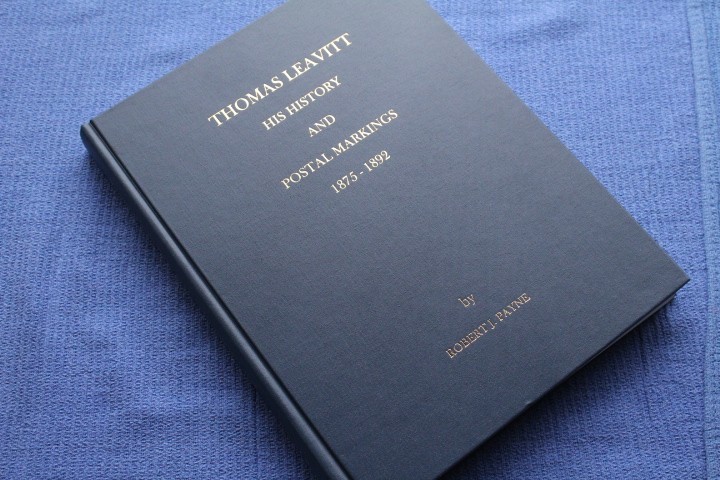 THOMAS LEAVITT
HIS HISTORY
AND
POSTAL MARKINGS
1875 - 1892
by
ROBERT J. PAYNE